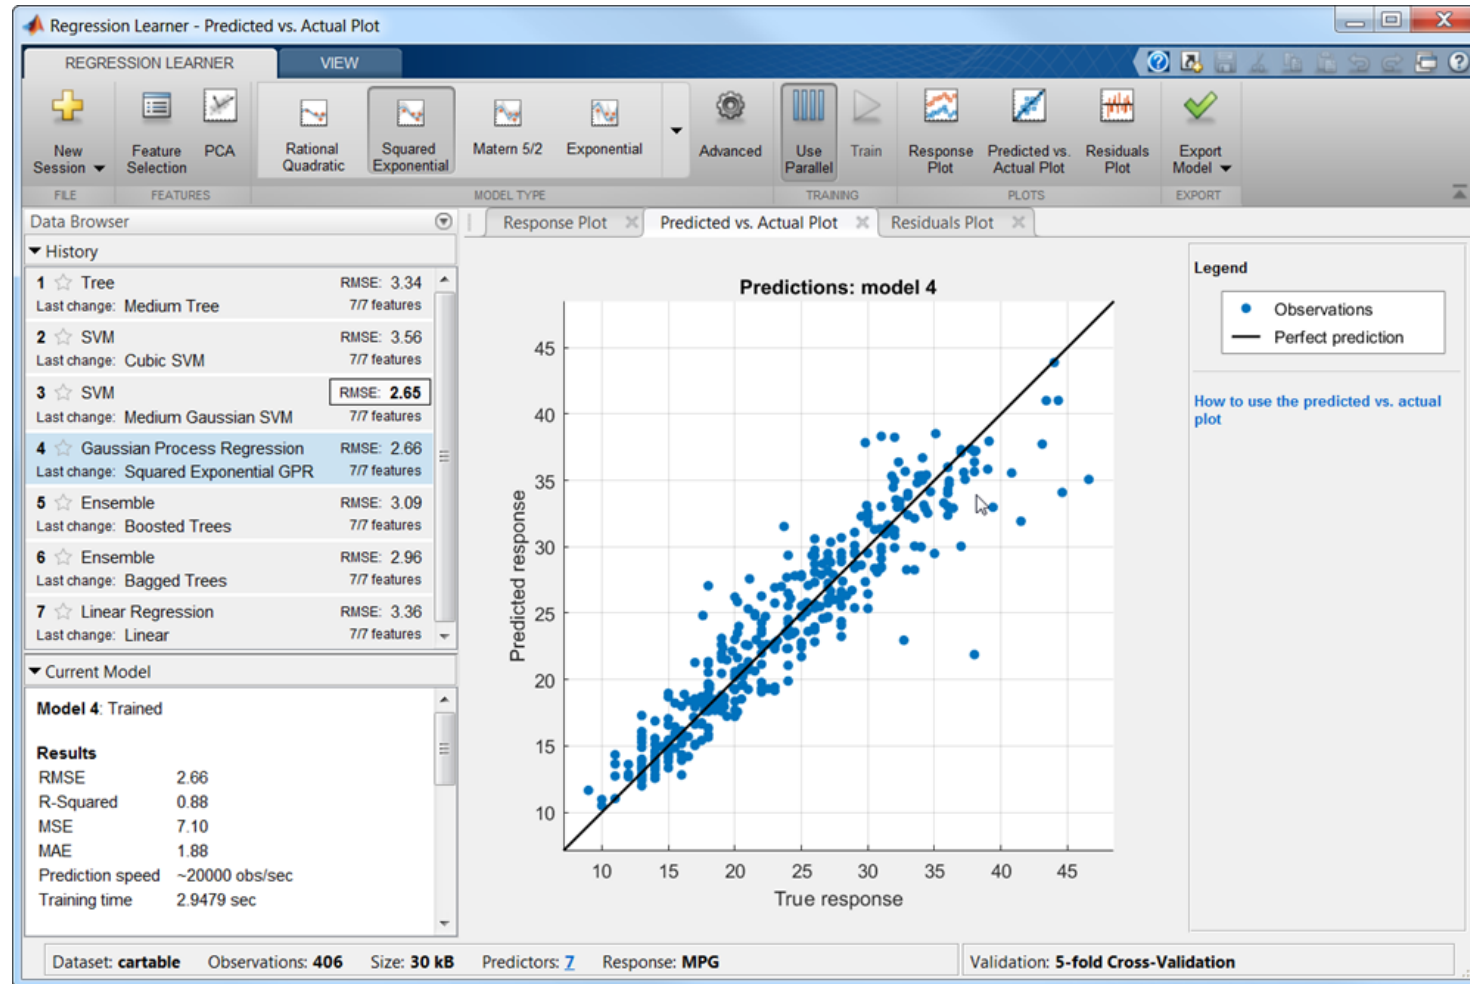 Regression Learner - Predicted vs. Actual Plot
REGRESSION LEARNER
VIEW
New Session
Feature Selection
PCA
Rational Quadratic
Squared Exponential
Matern 5/2
Exponential
Advanced
Use Parallel
Train
Response Plot
Predicted vs. Actual Plot
Residuals Plot
Export Model
FILE
FEATURES
MODEL TYPE
TRAINING
PLOTS
EXPORT
Data Browser
History
1 Tree RMSE: 3.34
Last change: Medium Tree 7/7 features
2 SVM RMSE: 3.56
Last change: Cubic SVM 7/7 features
3 SVM RMSE: 2.65
Last change: Medium Gaussian SVM 7/7 features
4 Gaussian Process Regression RMSE: 2.66
Last change: Squared Exponential GPR 7/7 features
5 Ensemble RMSE: 3.09
Last change: Boosted Trees 7/7 features
6 Ensemble RMSE: 2.96
Last change: Bagged Trees 7/7 features
7 Linear Regression RMSE: 3.36
Last change: Linear 7/7 features
Current Model
Model 4: Trained
Results
RMSE 2.66
R-Squared 0.88
MSE 7.10
MAE 1.88
Prediction speed ~20000 obs/sec
Training time 2.9479 sec
Response Plot
Predicted vs. Actual Plot
Residuals Plot
Predictions: model 4
Predicted response
45
40
35
30
25
20
15
10
10 15 20 25 30 35 40 45
True response
Legend
Observations
Perfect prediction
How to use the predicted vs. actual
plot
Dataset: cartable Observations: 406 Size: 30 kB Predictors: 7 Response: MPG Validation: 5-fold Cross-Validation